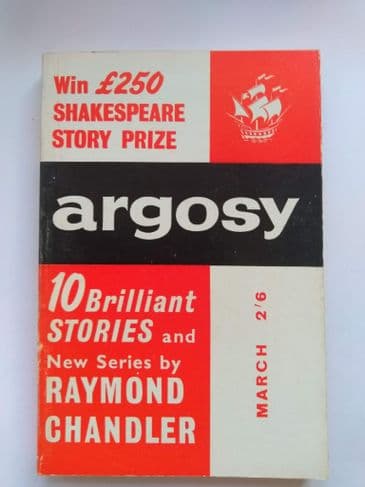 Win £250
SHAKESPEARE
STORY PRIZE
argosy
10 Brilliant
STORIES and
New Series by
RAYMOND
CHANDLER
MARCH 2'6